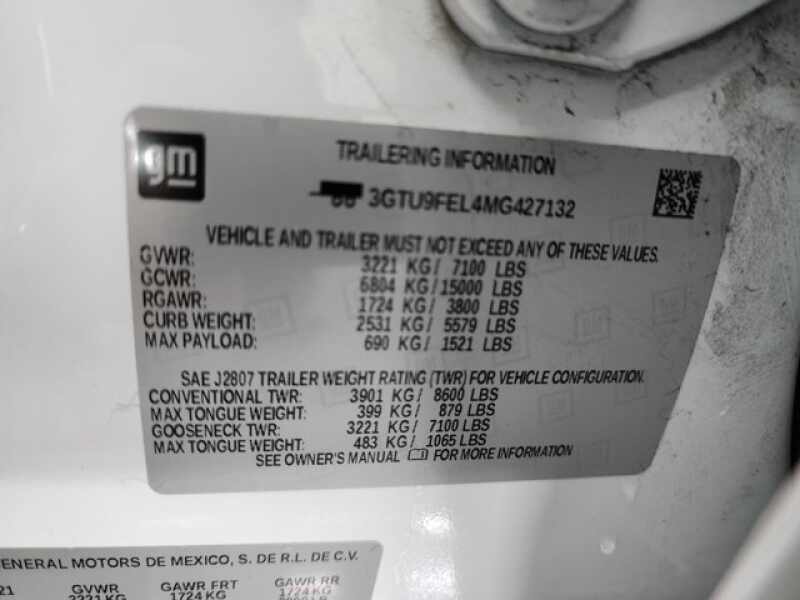 gm
TRAILERING INFORMATION
3GTU9FEL4MG427132
VEHICLE AND TRAILER MUST NOT EXCEED ANY OF THESE VALUES.
GVWR: 3221 KG/ 7100 LBS
GCWR: 6804 KG/ 15000 LBS
RGAWR: 1724 KG/ 3800 LBS
CURB WEIGHT: 2531 KG/ 5579 LBS
MAX PAYLOAD: 690 KG/ 1521 LBS
SAE J2807 TRAILER WEIGHT RATING (TWR) FOR VEHICLE CONFIGURATION.
CONVENTIONAL TWR: 3901 KG/ 8600 LBS
MAX TONGUE WEIGHT: 399 KG/ 879 LBS
GOOSENECK TWR: 3221 KG/ 7100 LBS
MAX TONGUE WEIGHT: 483 KG/ 1065 LBS
SEE OWNER'S MANUAL FOR MORE INFORMATION
ENERAL MOTORS DE MEXICO, S. DE R.L. DE C.V.
21 GVWR GAWR FRT GAWR RR
3221 KG 1724 KG 1724 KG